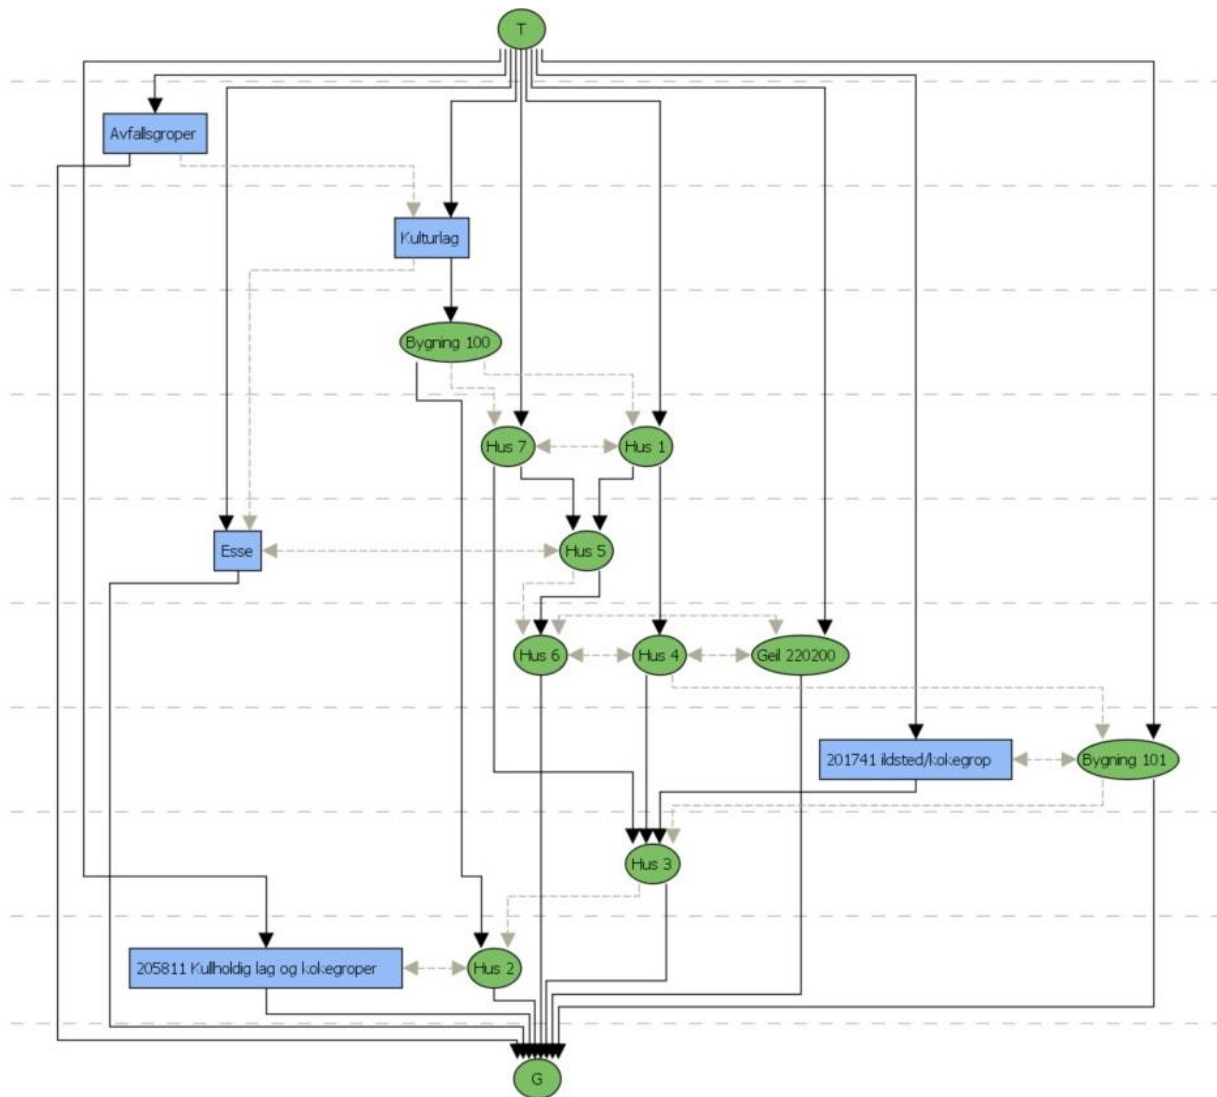 T
Avfallsgroper
Kulturlag
Bygning 100
Hus 7
Hus 1
Esse
Hus 5
Hus 6
Hus 4
Geil 220200
201741 ildsted/kokegrop
Bygning 101
Hus 3
205811 Kullholdig lag og kokegroper
Hus 2
G